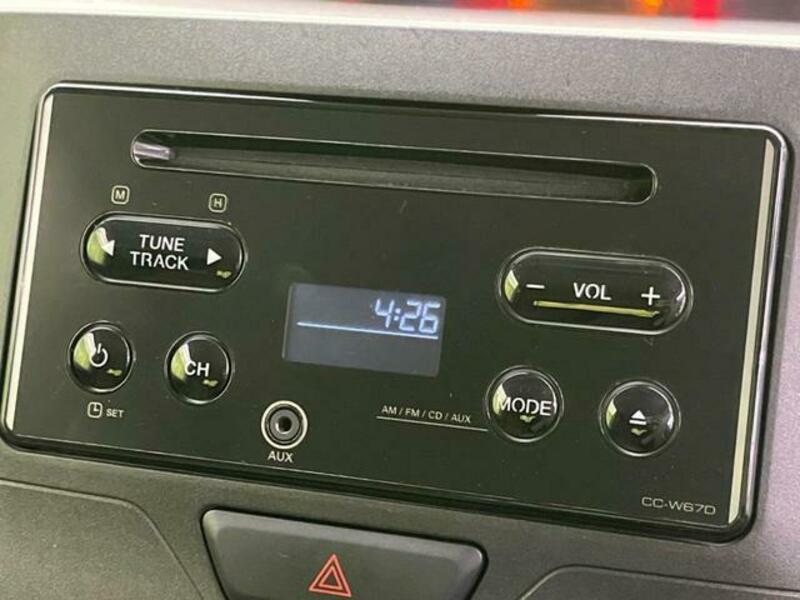 M H
TUNE
TRACK
4:26
− VOL +
CH
MODE
SET
AM / FM / CD / AUX
AUX
CC-W67D